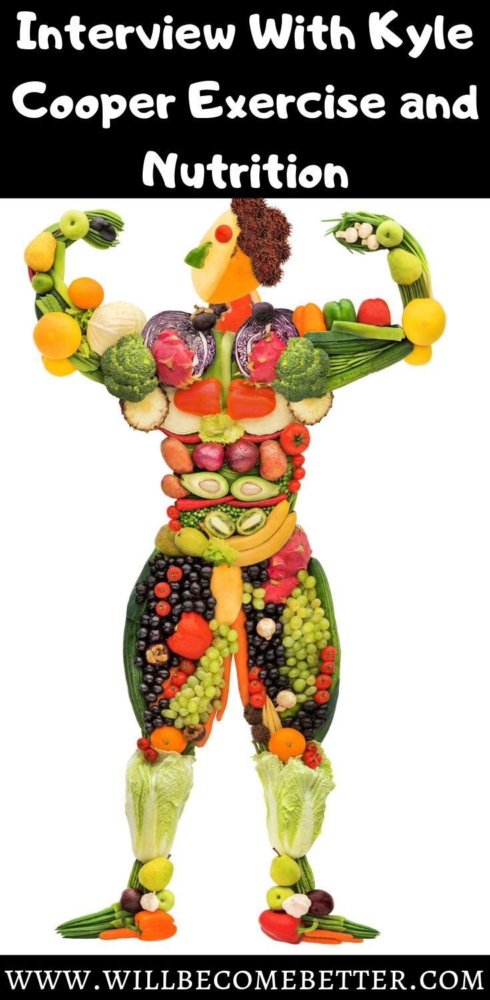 Interview With Kyle
Cooper Exercise and
Nutrition
WWW.WILLBECOMEBETTER.COM